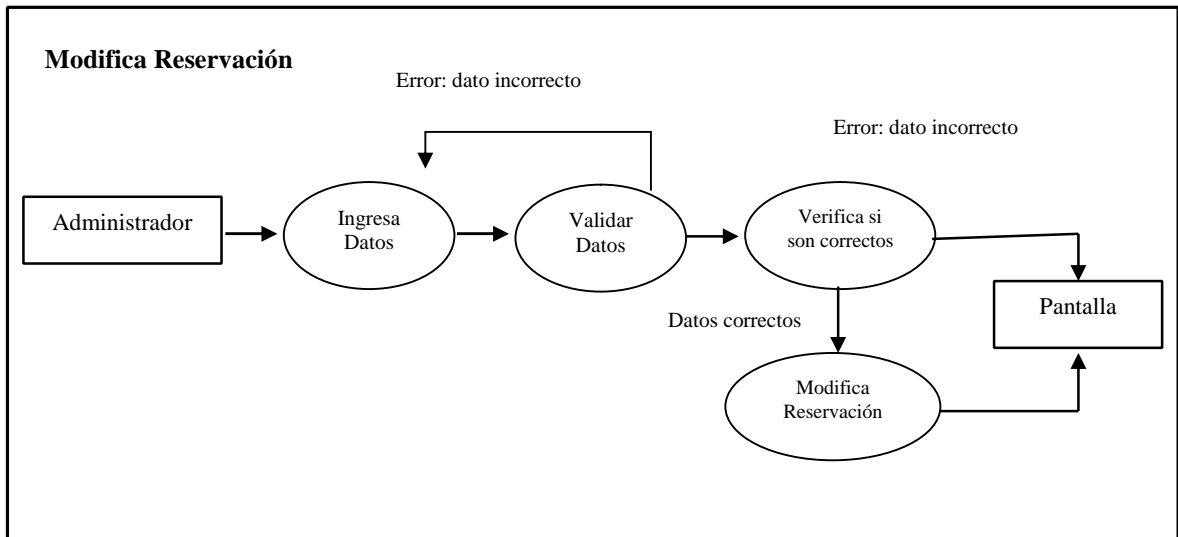 Modifica Reservación
Error: dato incorrecto
Error: dato incorrecto
Administrador
Ingresa
Datos
Validar
Datos
Verifica si
son correctos
Pantalla
Datos correctos
Modifica
Reservación